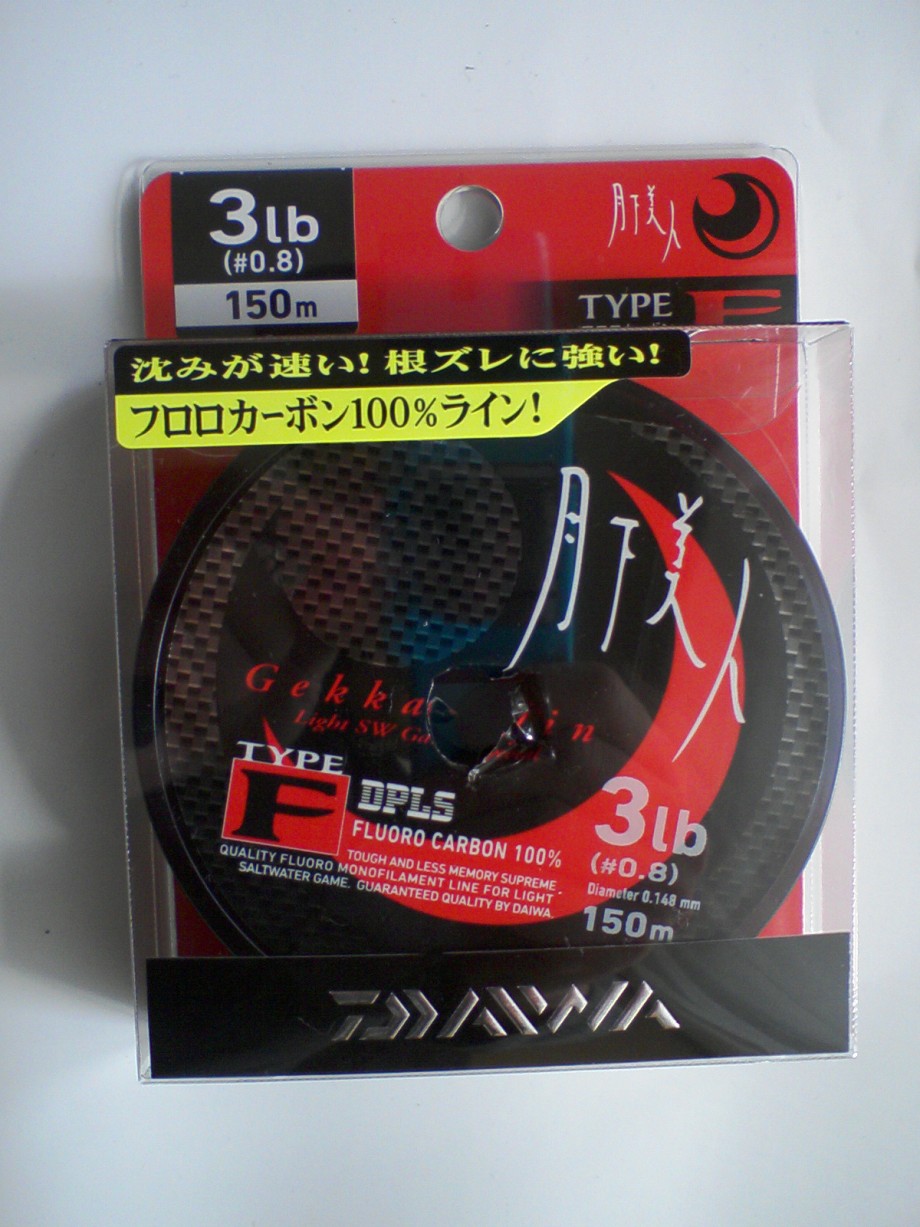 3lb
(#0.8)
150m
月下美人
TYPE F
沈みが速い!根ズレに強い!
フロロカーボン100%ライン!
月下美人
Light SW
TYPE
F
DPLS
FLUORO CARBON 100%
TOUGH AND LESS MEMORY SUPREME
QUALITY FLUORO MONOFILAMENT LINE FOR LIGHT
SALTWATER GAME. GUARANTEED QUALITY BY DAIWA.
3lb
(#0.8)
Diameter 0.148 mm
150m
DAIWA